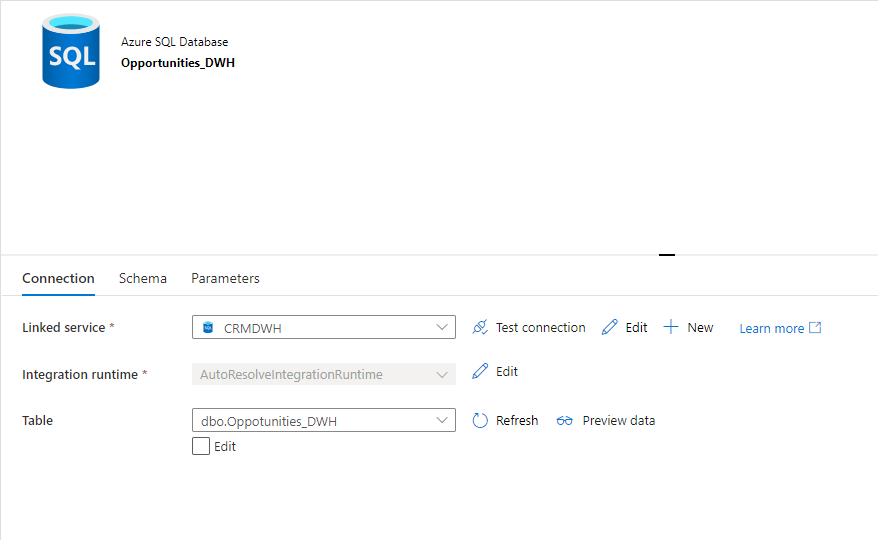 SQL
Azure SQL Database
Opportunities_DWH
Connection Schema Parameters
Linked service * CRMDWH Test connection Edit New Learn more
Integration runtime * AutoResolveIntegrationRuntime Edit
Table dbo.Oppotunities_DWH Refresh Preview data
Edit